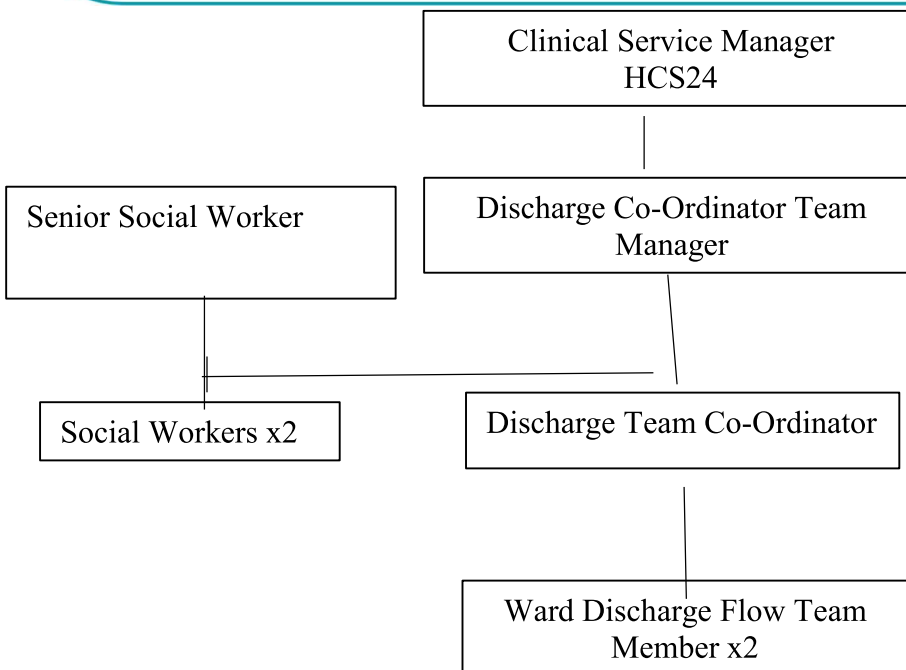 Clinical Service Manager
HCS24
Senior Social Worker
Discharge Co-Ordinator Team
Manager
Social Workers x2
Discharge Team Co-Ordinator
Ward Discharge Flow Team
Member x2